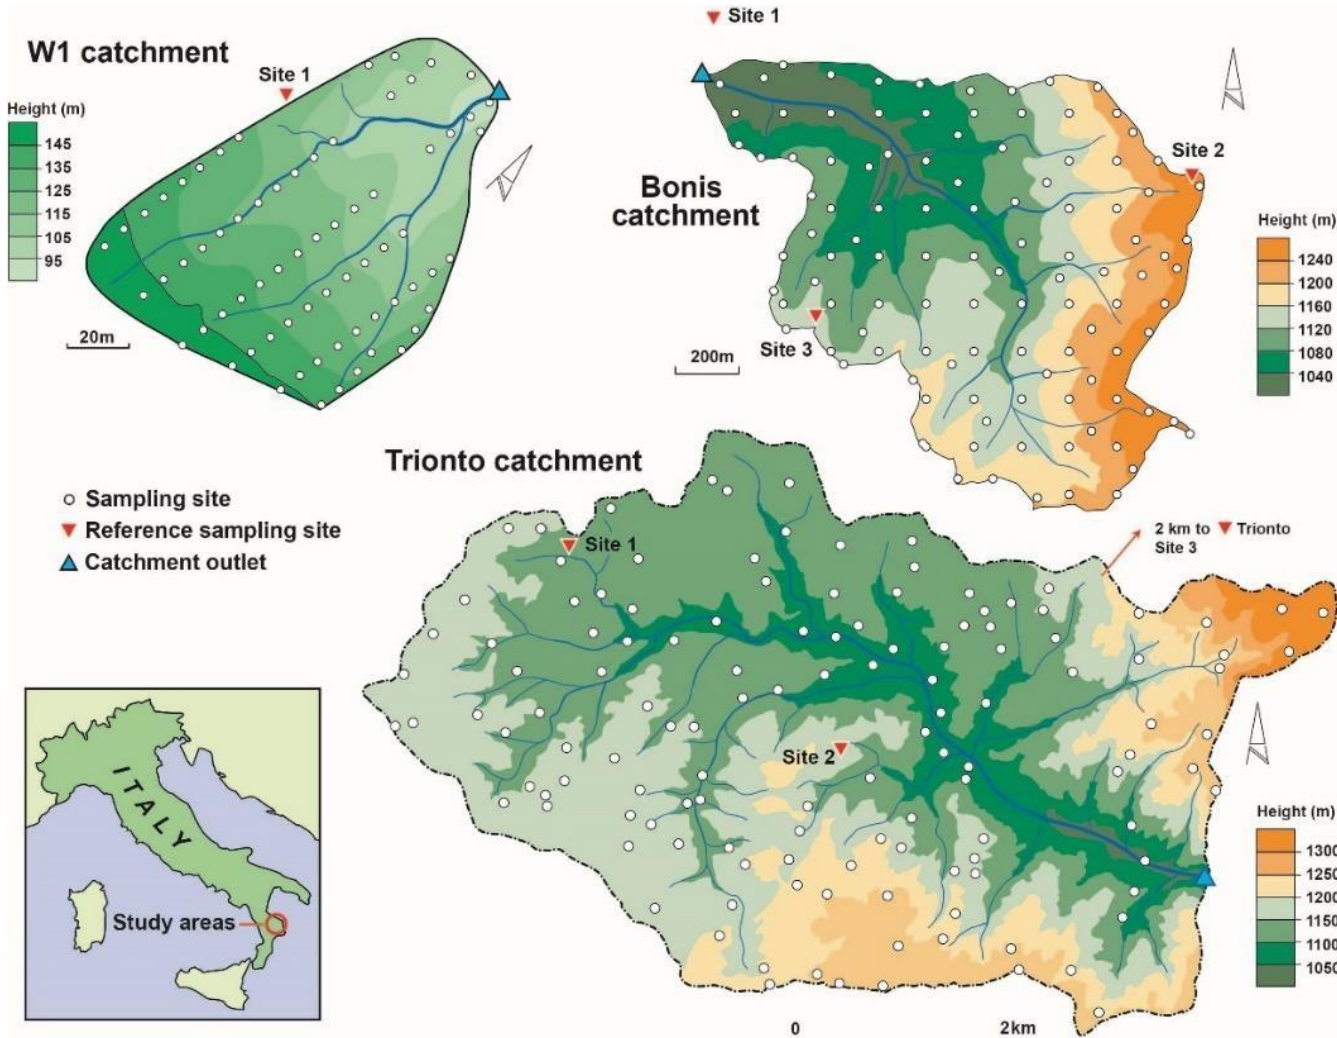 W1 catchment
Site 1
Height (m)
145
135
125
115
105
95
20m
Site 1
Bonis
catchment
Site 2
Site 3
200m
Height (m)
1240
1200
1160
1120
1080
1040
Trionto catchment
Sampling site
Reference sampling site
Catchment outlet
Site 1
2 km to
Site 3
Trionto
Site 2
ITALY
Study areas
Height (m)
1300
1250
1200
1150
1100
1050
0
2km